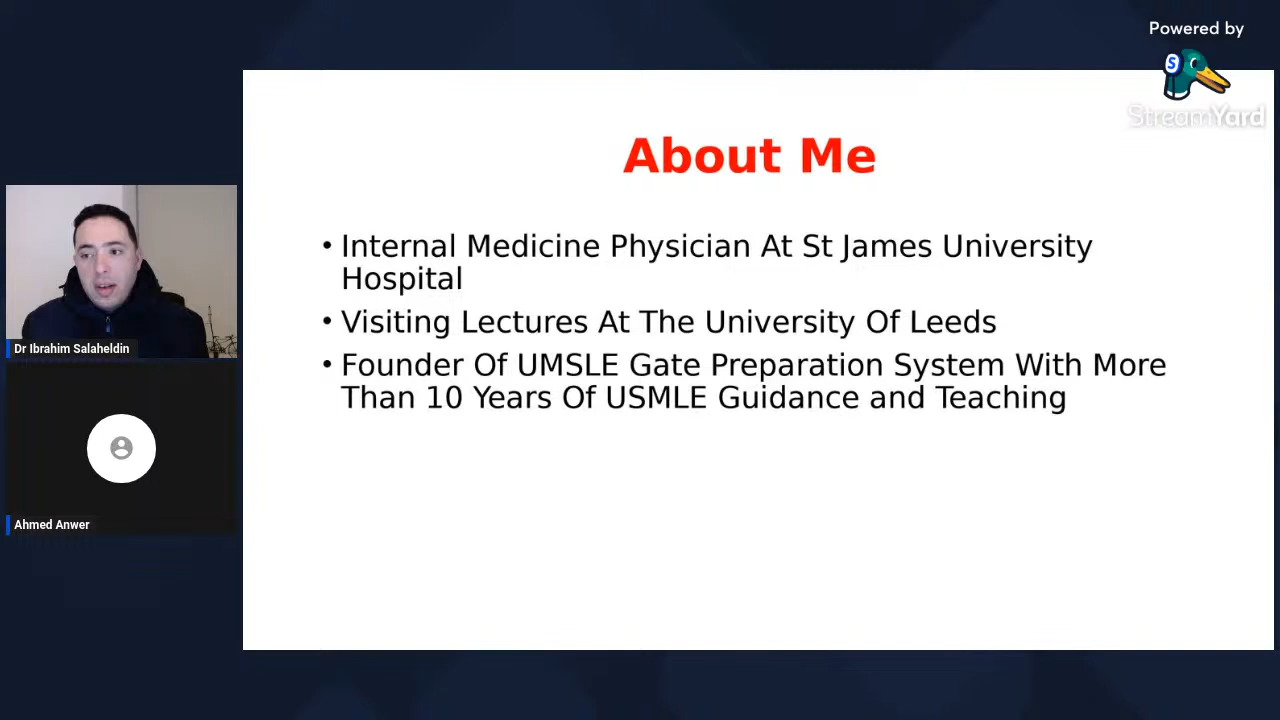 Powered by
S
StreamYard
About Me
• Internal Medicine Physician At St James University
Hospital
• Visiting Lectures At The University Of Leeds
• Founder Of UMSLE Gate Preparation System With More
Than 10 Years Of USMLE Guidance and Teaching
Dr Ibrahim Salaheldin
Ahmed Anwer